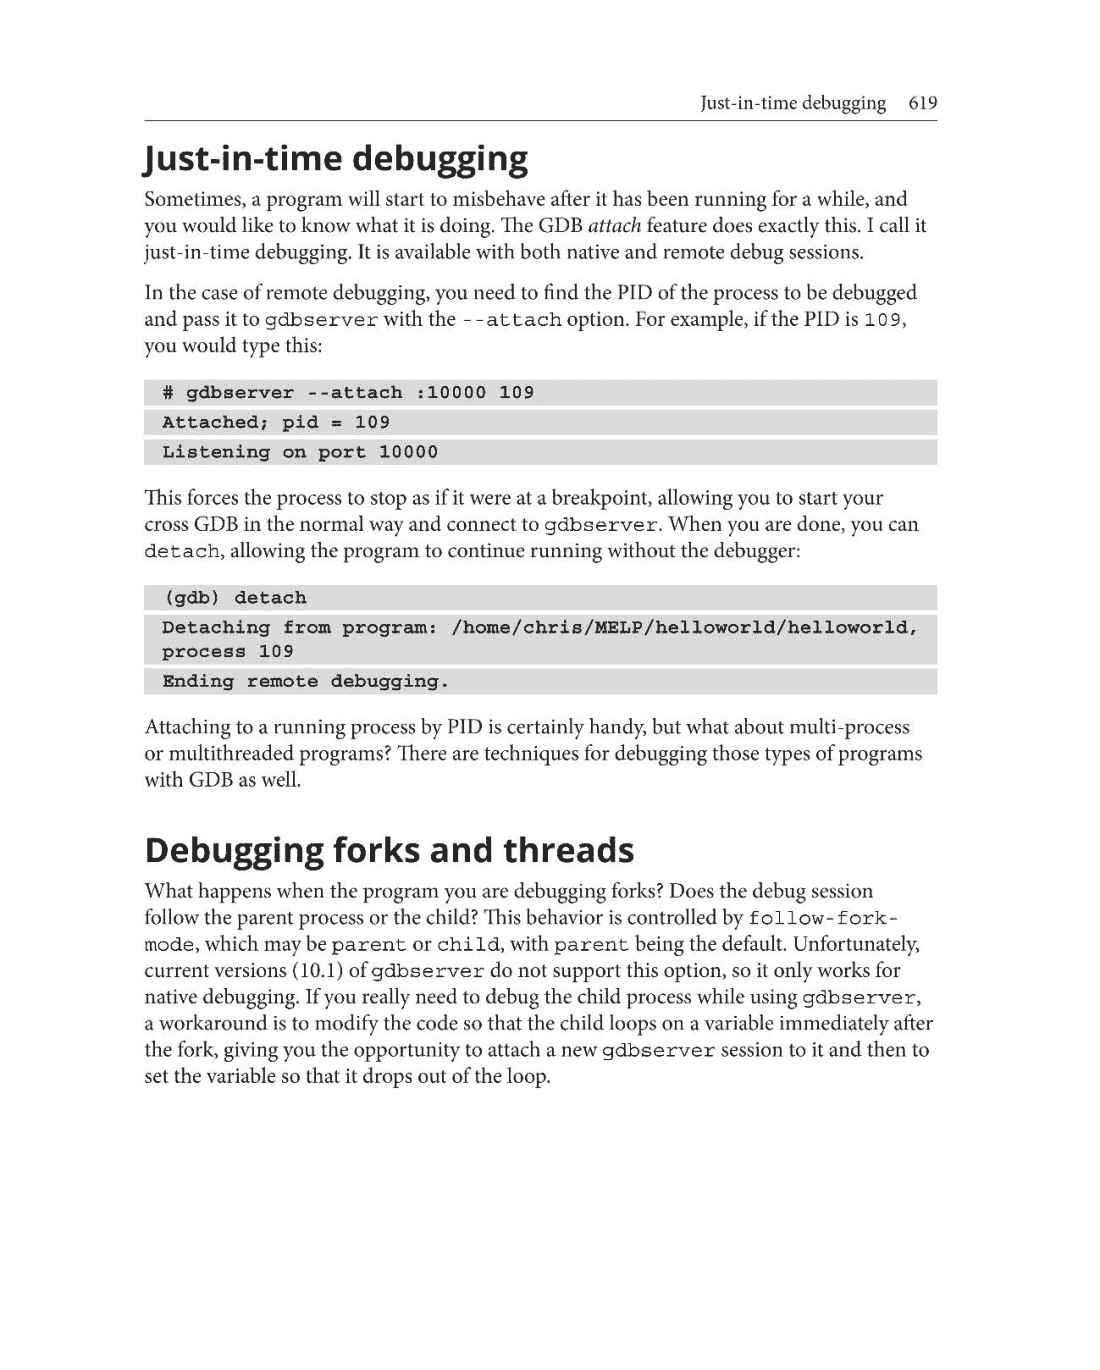 Just-in-time debugging 619
Just-in-time debugging
Sometimes, a program will start to misbehave after it has been running for a while, and
you would like to know what it is doing. The GDB attach feature does exactly this. I call it
just-in-time debugging. It is available with both native and remote debug sessions.
In the case of remote debugging, you need to find the PID of the process to be debugged
and pass it to gdbserver with the --attach option. For example, if the PID is 109,
you would type this:
# gdbserver --attach :10000 109
Attached; pid = 109
Listening on port 10000
This forces the process to stop as if it were at a breakpoint, allowing you to start your
cross GDB in the normal way and connect to gdbserver. When you are done, you can
detach, allowing the program to continue running without the debugger:
(gdb) detach
Detaching from program: /home/chris/MELP/helloworld/helloworld,
process 109
Ending remote debugging.
Attaching to a running process by PID is certainly handy, but what about multi-process
or multithreaded programs? There are techniques for debugging those types of programs
with GDB as well.
Debugging forks and threads
What happens when the program you are debugging forks? Does the debug session
follow the parent process or the child? This behavior is controlled by follow-fork-
mode, which may be parent or child, with parent being the default. Unfortunately,
current versions (10.1) of gdbserver do not support this option, so it only works for
native debugging. If you really need to debug the child process while using gdbserver,
a workaround is to modify the code so that the child loops on a variable immediately after
the fork, giving you the opportunity to attach a new gdbserver session to it and then to
set the variable so that it drops out of the loop.